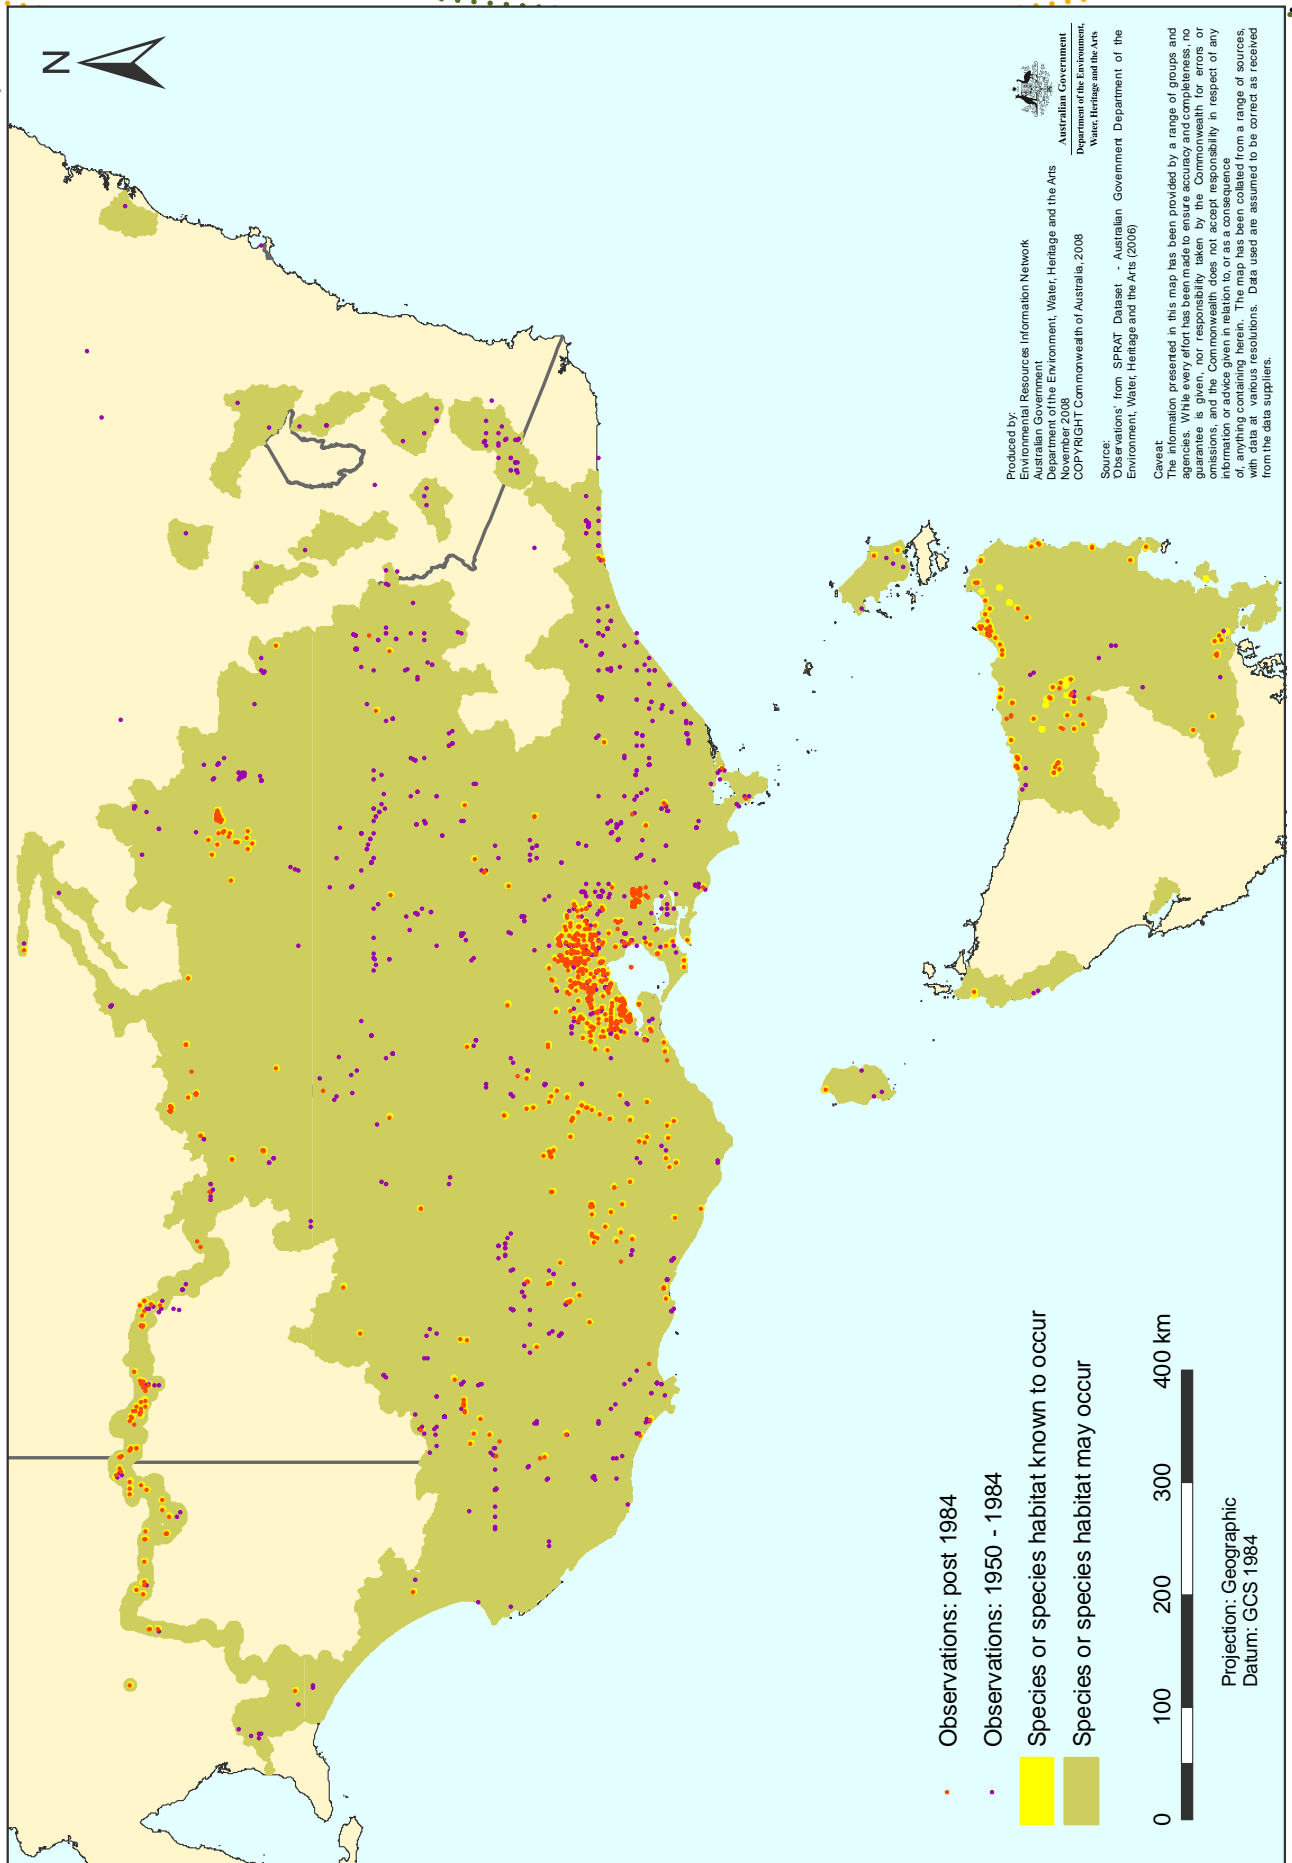 N
Australian Government
Department of the Environment,
Water, Heritage and the Arts
Produced by:
Environmental Resources Information Network
Australian Government
Department of the Environment, Water, Heritage and the Arts
November 2008
COPYRIGHT Commonwealth of Australia, 2008
Source:
'Observations' from SPRAT Dataset - Australian Government Department of the
Environment, Water, Heritage and the Arts (2006)
Caveat:
The information presented in this map has been provided by a range of groups and
agencies. While every effort has been made to ensure accuracy and completeness, no
guarantee is given, nor responsibility taken by the Commonwealth for errors or
omissions, and the Commonwealth does not accept responsibility in respect of any
information or advice given in relation to, or as a consequence
of, anything containing herein. The map has been collated from a range of sources,
with data at various resolutions. Data used are assumed to be correct as received
from the data suppliers.
Observations: post 1984
Observations: 1950 - 1984
Species or species habitat known to occur
Species or species habitat may occur
0 100 200 300 400 km
Projection: Geographic
Datum: GCS 1984